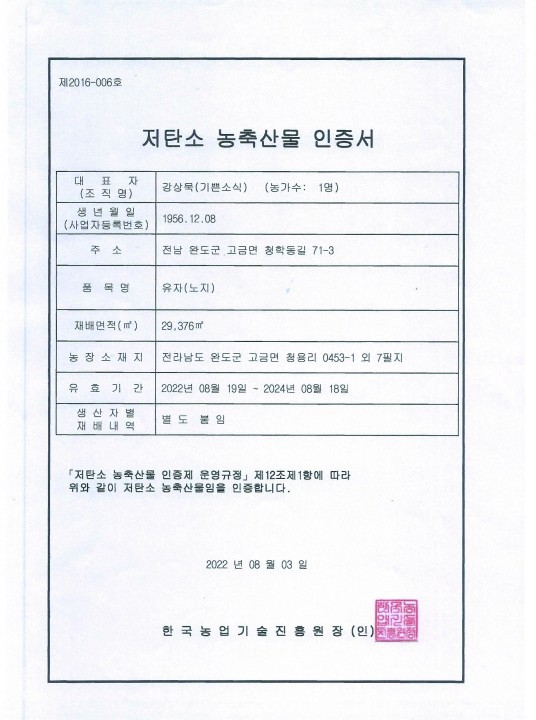 제2016-006호
저탄소 농축산물 인증서
대 표 자
(조 직 명)
강상묵(기쁜소식) (농가수: 1명)
생 년 월 일
(사업자등록번호)
1956.12.08
주 소
전남 완도군 고금면 청학동길 71-3
품 목 명
유자(노지)
재배면적(㎡)
29,376㎡
농 장 소 재 지
전라남도 완도군 고금면 청용리 0453-1 외 7필지
유 효 기 간
2022년 08월 19일 ~ 2024년 08월 18일
생 산 자 별
재 배 내 역
별 도 붙 임
「저탄소 농축산물 인증제 운영규정」 제12조제1항에 따라
위와 같이 저탄소 농축산물임을 인증합니다.
2022 년 08 월 03 일
한 국 농 업 기 술 진 흥 원 장 (인)